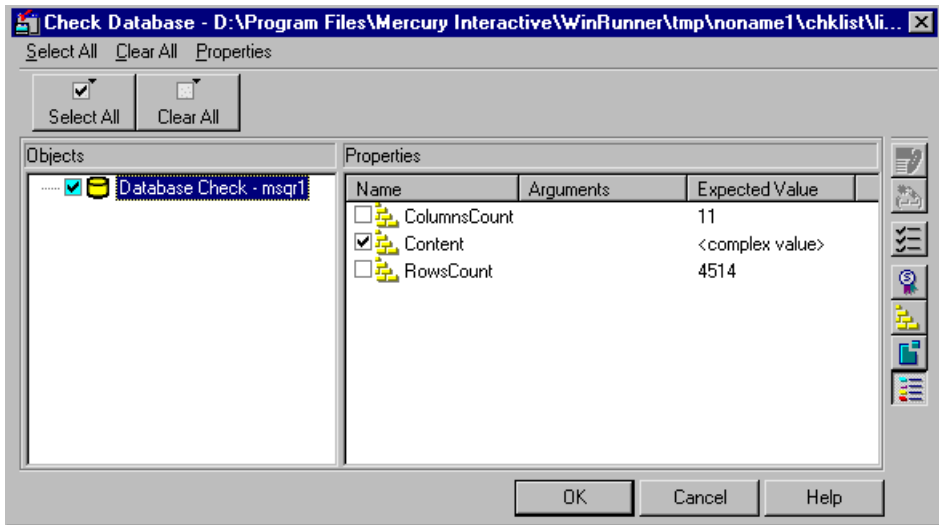 Check Database - D:\Program Files\Mercury Interactive\WinRunner\tmp\noname1\chklist\li...
Select All Clear All Properties
Select All Clear All
Objects
Database Check - msqr1
Properties
Name Arguments Expected Value
ColumnsCount 11
Content <complex value>
RowsCount 4514
OK Cancel Help